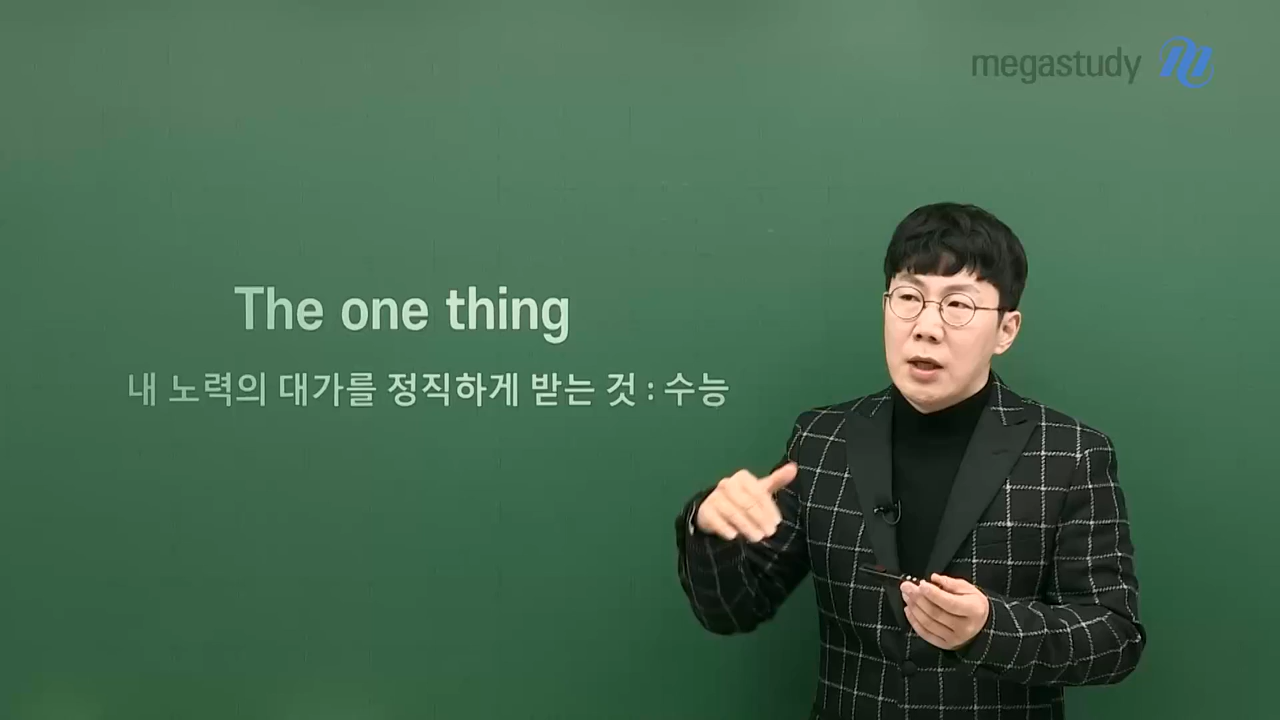 megastudy
The one thing
내 노력의 대가를 정직하게 받는 것 : 수능